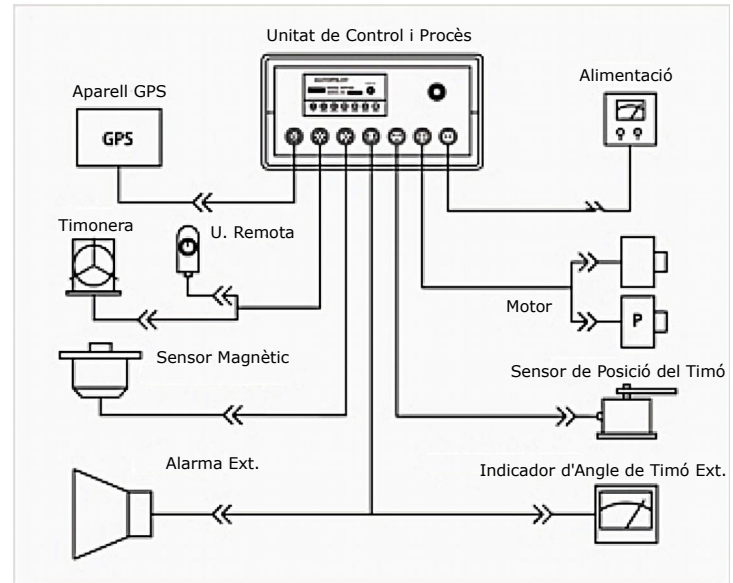 Unitat de Control i Procès
Aparell GPS
Alimentació
GPS
Timonera
U. Remota
Motor
P
Sensor Magnètic
Sensor de Posició del Timó
Alarma Ext.
Indicador d'Angle de Timó Ext.